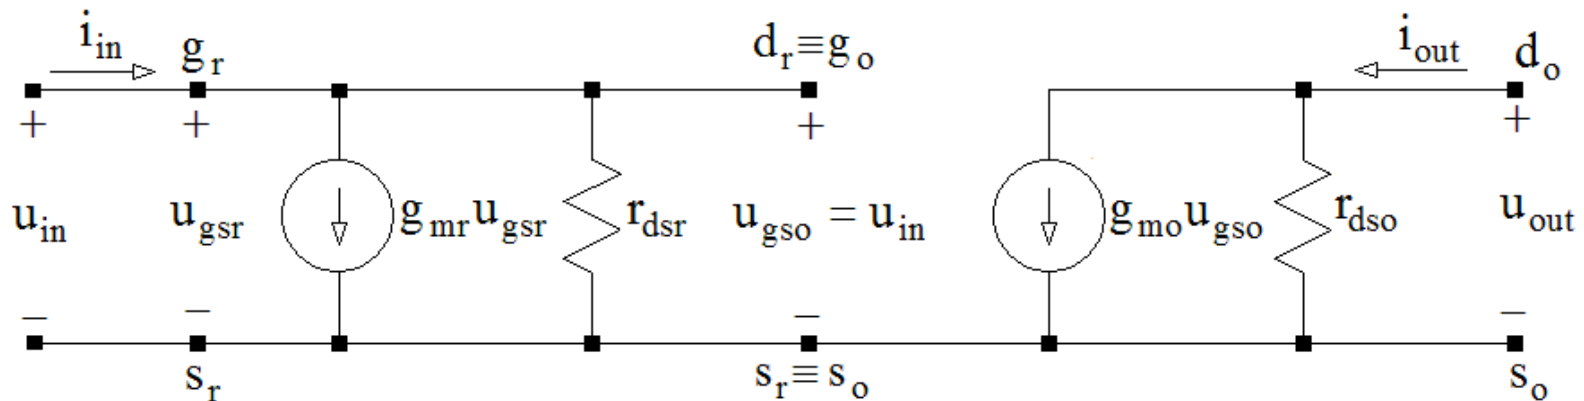 i_in g_r d_r≡g_o i_out d_o
+ + + +
u_in u_gsr g_mr u_gsr r_dsr u_gso = u_in g_mo u_gso r_dso u_out
− − − −
s_r s_r≡s_o s_o